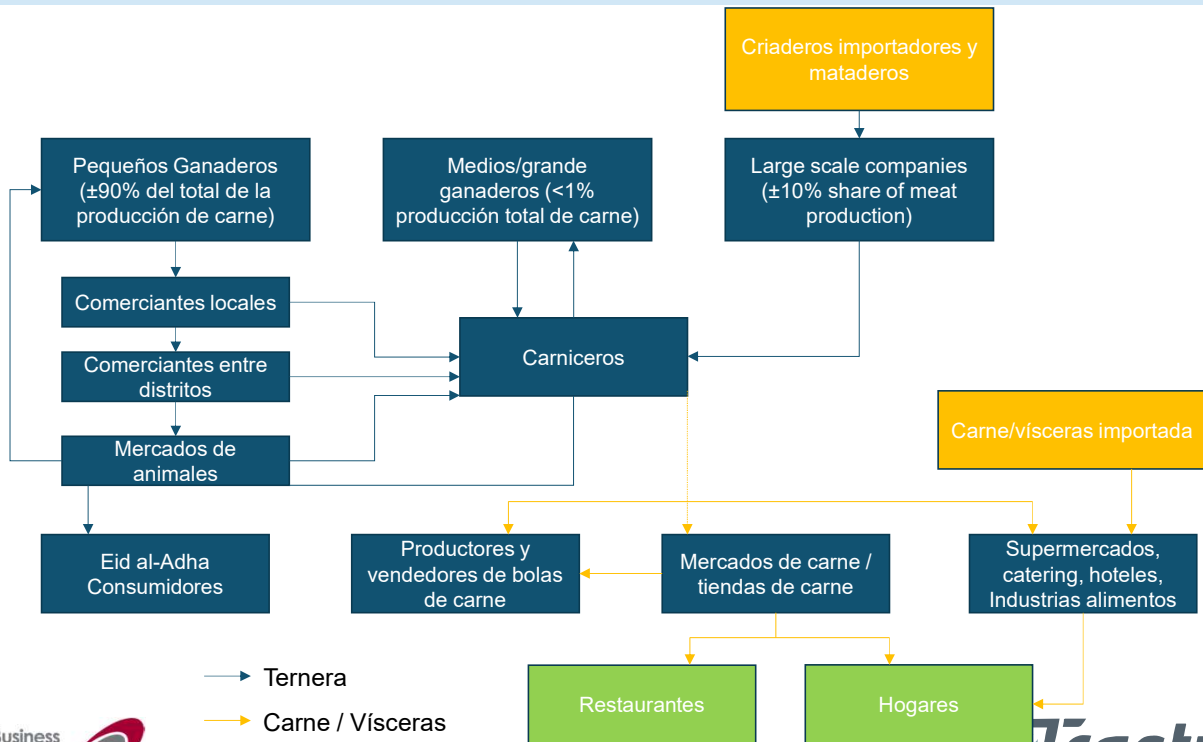 Criaderos importadores y
mataderos
Pequeños Ganaderos
(±90% del total de la
producción de carne)
Medios/grande
ganaderos (<1%
producción total de carne)
Large scale companies
(±10% share of meat
production)
Comerciantes locales
Carniceros
Comerciantes entre
distritos
Carne/vísceras importada
Mercados de
animales
Eid al-Adha
Consumidores
Productores y
vendedores de bolas
de carne
Mercados de carne /
tiendas de carne
Supermercados,
catering, hoteles,
Industrias alimentos
Ternera
Carne / Vísceras
Restaurantes
Hogares
Business